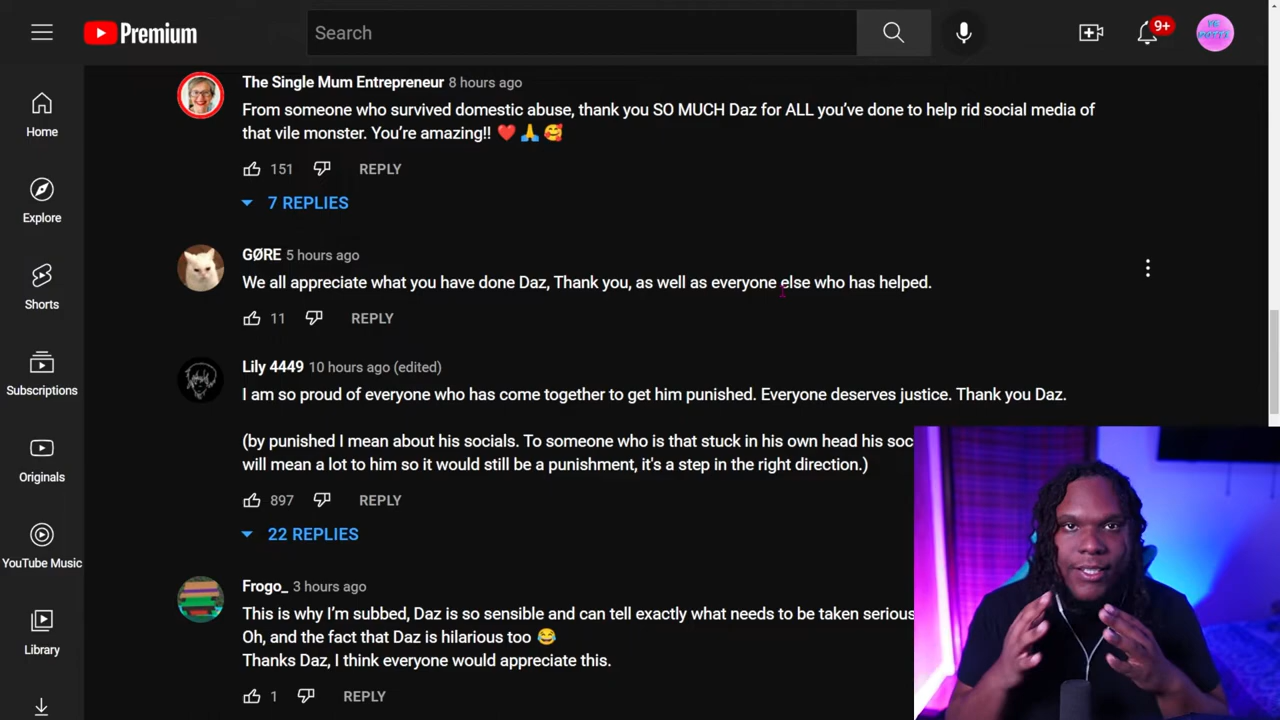 Premium
Search
9+
The Single Mum Entrepreneur 8 hours ago
From someone who survived domestic abuse, thank you SO MUCH Daz for ALL you’ve done to help rid social media of
that vile monster. You’re amazing!! ❤️ 🙏 🥰
151 REPLY
7 REPLIES
GØRE 5 hours ago
We all appreciate what you have done Daz, Thank you, as well as everyone else who has helped.
11 REPLY
Lily 4449 10 hours ago (edited)
I am so proud of everyone who has come together to get him punished. Everyone deserves justice. Thank you Daz.
(by punished I mean about his socials. To someone who is that stuck in his own head his soc
will mean a lot to him so it would still be a punishment, it's a step in the right direction.)
897 REPLY
22 REPLIES
Frogo_ 3 hours ago
This is why I’m subbed, Daz is so sensible and can tell exactly what needs to be taken serious
Oh, and the fact that Daz is hilarious too 😂
Thanks Daz, I think everyone would appreciate this.
1 REPLY
Home
Explore
Shorts
Subscriptions
Originals
YouTube Music
Library